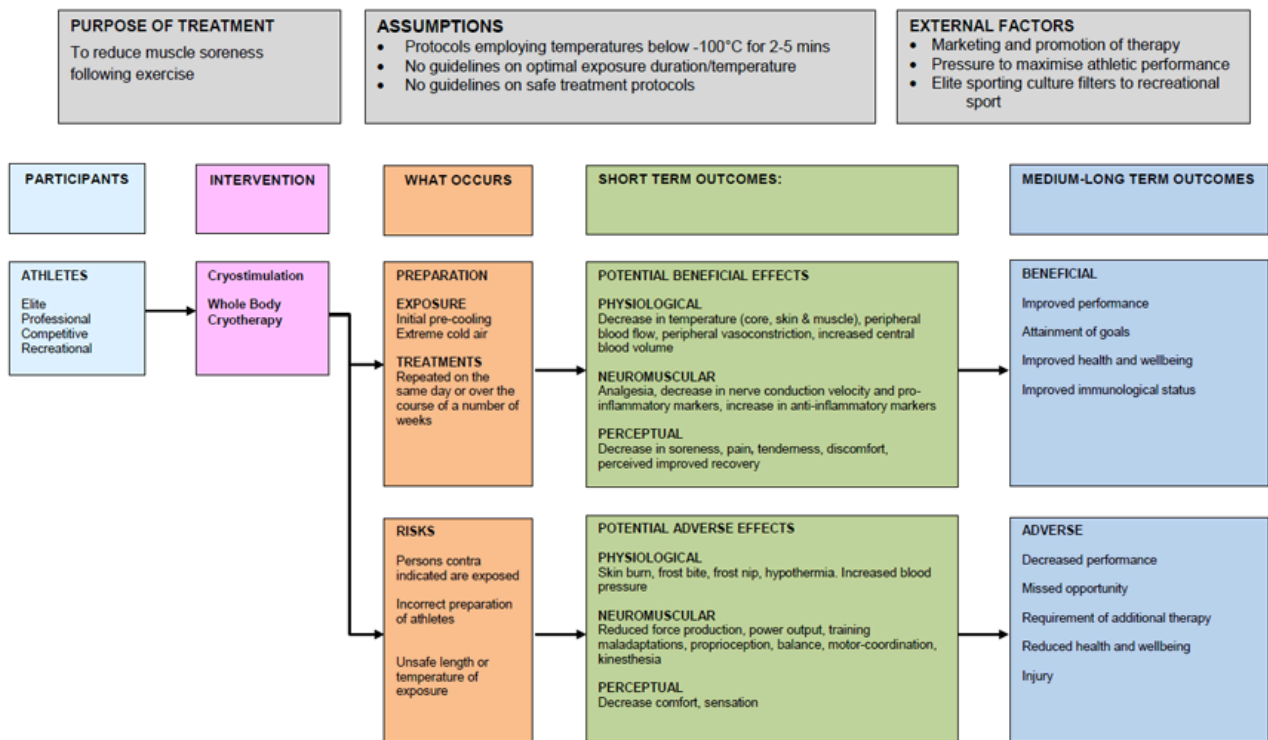 PURPOSE OF TREATMENT
To reduce muscle soreness
following exercise
ASSUMPTIONS
• Protocols employing temperatures below -100°C for 2-5 mins
• No guidelines on optimal exposure duration/temperature
• No guidelines on safe treatment protocols
EXTERNAL FACTORS
• Marketing and promotion of therapy
• Pressure to maximise athletic performance
• Elite sporting culture filters to recreational
sport
PARTICIPANTS
INTERVENTION
WHAT OCCURS
SHORT TERM OUTCOMES:
MEDIUM-LONG TERM OUTCOMES
ATHLETES
Elite
Professional
Competitive
Recreational
Cryostimulation
Whole Body
Cryotherapy
PREPARATION
EXPOSURE
Initial pre-cooling
Extreme cold air
TREATMENTS
Repeated on the
same day or over the
course of a number of
weeks
POTENTIAL BENEFICIAL EFFECTS
PHYSIOLOGICAL
Decrease in temperature (core, skin & muscle), peripheral
blood flow, peripheral vasoconstriction, increased central
blood volume
NEUROMUSCULAR
Analgesia, decrease in nerve conduction velocity and pro-
inflammatory markers, increase in anti-inflammatory markers
PERCEPTUAL
Decrease in soreness, pain, tenderness, discomfort,
perceived improved recovery
BENEFICIAL
Improved performance
Attainment of goals
Improved health and wellbeing
Improved immunological status
RISKS
Persons contra
indicated are exposed
Incorrect preparation
of athletes
Unsafe length or
temperature of
exposure
POTENTIAL ADVERSE EFFECTS
PHYSIOLOGICAL
Skin burn, frost bite, frost nip, hypothermia. Increased blood
pressure
NEUROMUSCULAR
Reduced force production, power output, training
maladaptations, proprioception, balance, motor-coordination,
kinesthesia
PERCEPTUAL
Decrease comfort, sensation
ADVERSE
Decreased performance
Missed opportunity
Requirement of additional therapy
Reduced health and wellbeing
Injury